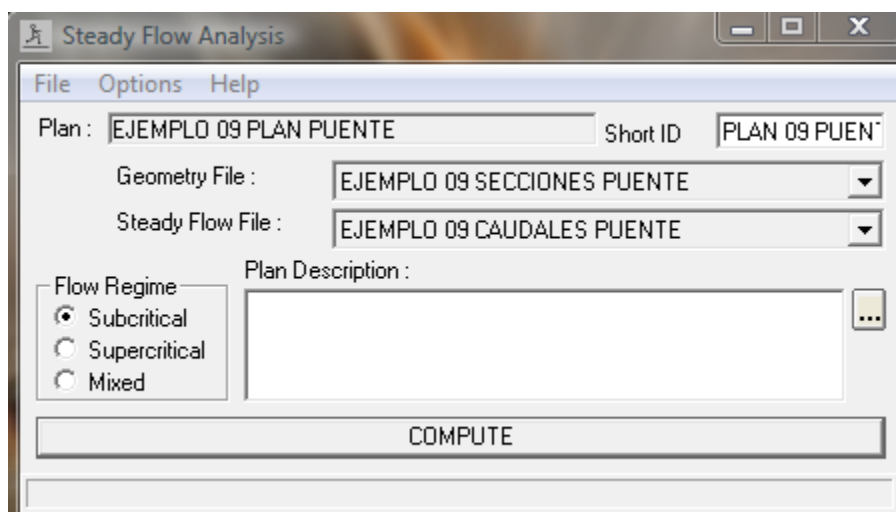 Steady Flow Analysis
File Options Help
Plan : EJEMPLO 09 PLAN PUENTE Short ID PLAN 09 PUENT
Geometry File : EJEMPLO 09 SECCIONES PUENTE
Steady Flow File : EJEMPLO 09 CAUDALES PUENTE
Plan Description :
Flow Regime
Subcritical
Supercritical
Mixed
...
COMPUTE